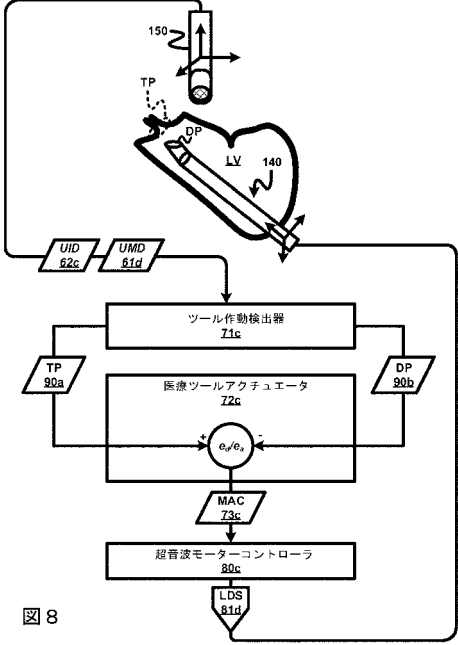 150
TP
DP
LV
140
UID
62c
UMD
61d
ツール作動検出器
71c
TP
90a
DP
90b
医療ツールアクチュエータ
72c
+
-
ed/ea
MAC
73c
超音波モーターコントローラ
80c
LDS
81d
図8